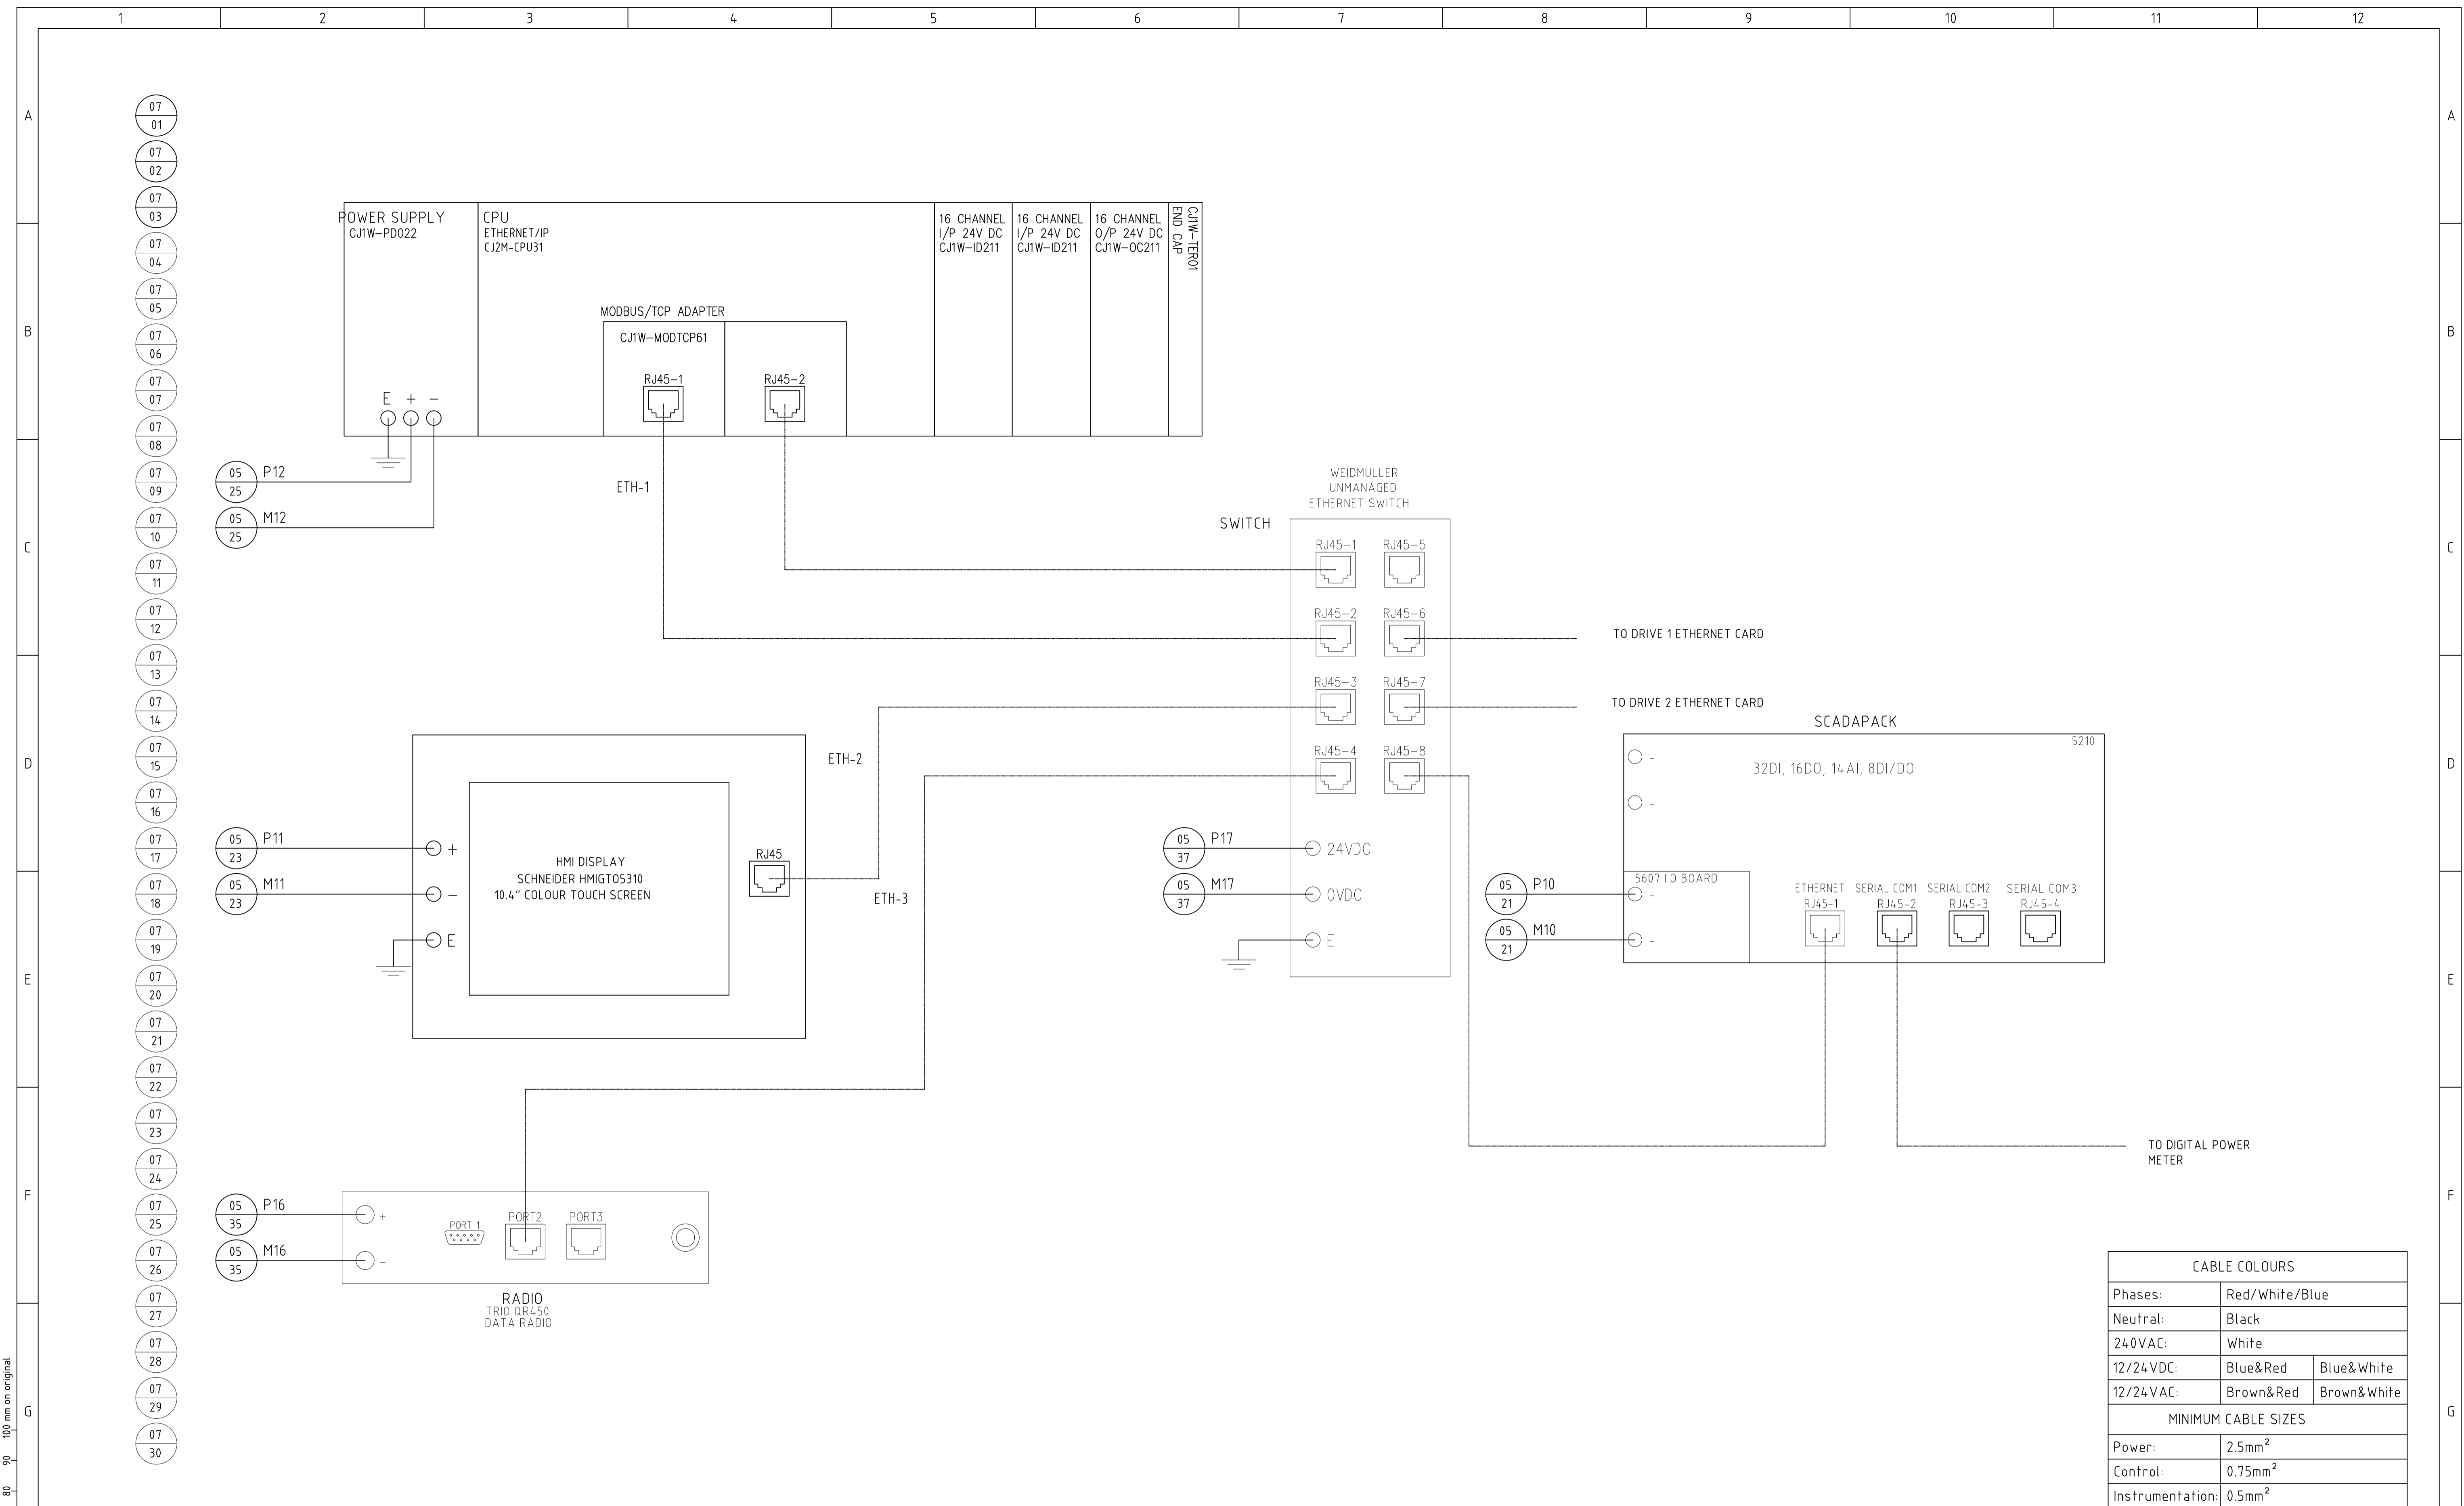 1 2 3 4 5 6 7 8 9 10 11 12
A
B
C
D
E
F
G
A
B
C
D
E
F
G
07
01
07
02
07
03
07
04
07
05
07
06
07
07
07
08
07
09
07
10
07
11
07
12
07
13
07
14
07
15
07
16
07
17
07
18
07
19
07
20
07
21
07
22
07
23
07
24
07
25
07
26
07
27
07
28
07
29
07
30
POWER SUPPLY
CJ1W-PD022
E + -
CPU
ETHERNET/IP
CJ2M-CPU31
MODBUS/TCP ADAPTER
CJ1W-MODTCP61
RJ45-1
RJ45-2
16 CHANNEL
I/P 24V DC
CJ1W-ID211
16 CHANNEL
I/P 24V DC
CJ1W-ID211
16 CHANNEL
O/P 24V DC
CJ1W-OC211
CJ1W-TER01
END CAP
05
25
P12
05
25
M12
ETH-1
WEIDMULLER
UNMANAGED
ETHERNET SWITCH
SWITCH
RJ45-1 RJ45-5
RJ45-2 RJ45-6
RJ45-3 RJ45-7
RJ45-4 RJ45-8
24VDC
0VDC
E
05
37
P17
05
37
M17
TO DRIVE 1 ETHERNET CARD
TO DRIVE 2 ETHERNET CARD
SCADAPACK
5210
32DI, 16DO, 14AI, 8DI/DO
+
-
5607 I.O BOARD
+
-
ETHERNET
RJ45-1
SERIAL COM1
RJ45-2
SERIAL COM2
RJ45-3
SERIAL COM3
RJ45-4
05
21
P10
05
21
M10
TO DIGITAL POWER
METER
05
23
P11
05
23
M11
+
-
E
HMI DISPLAY
SCHNEIDER HMIGTO5310
10.4" COLOUR TOUCH SCREEN
RJ45
ETH-2
ETH-3
05
35
P16
05
35
M16
+
-
PORT 1
PORT2
PORT3
RADIO
TRIO QR450
DATA RADIO
CABLE COLOURS
Phases: Red/White/Blue
Neutral: Black
240VAC: White
12/24VDC: Blue&Red Blue&White
12/24VAC: Brown&Red Brown&White
MINIMUM CABLE SIZES
Power: 2.5mm²
Control: 0.75mm²
Instrumentation: 0.5mm²
80 90 100 mm on original